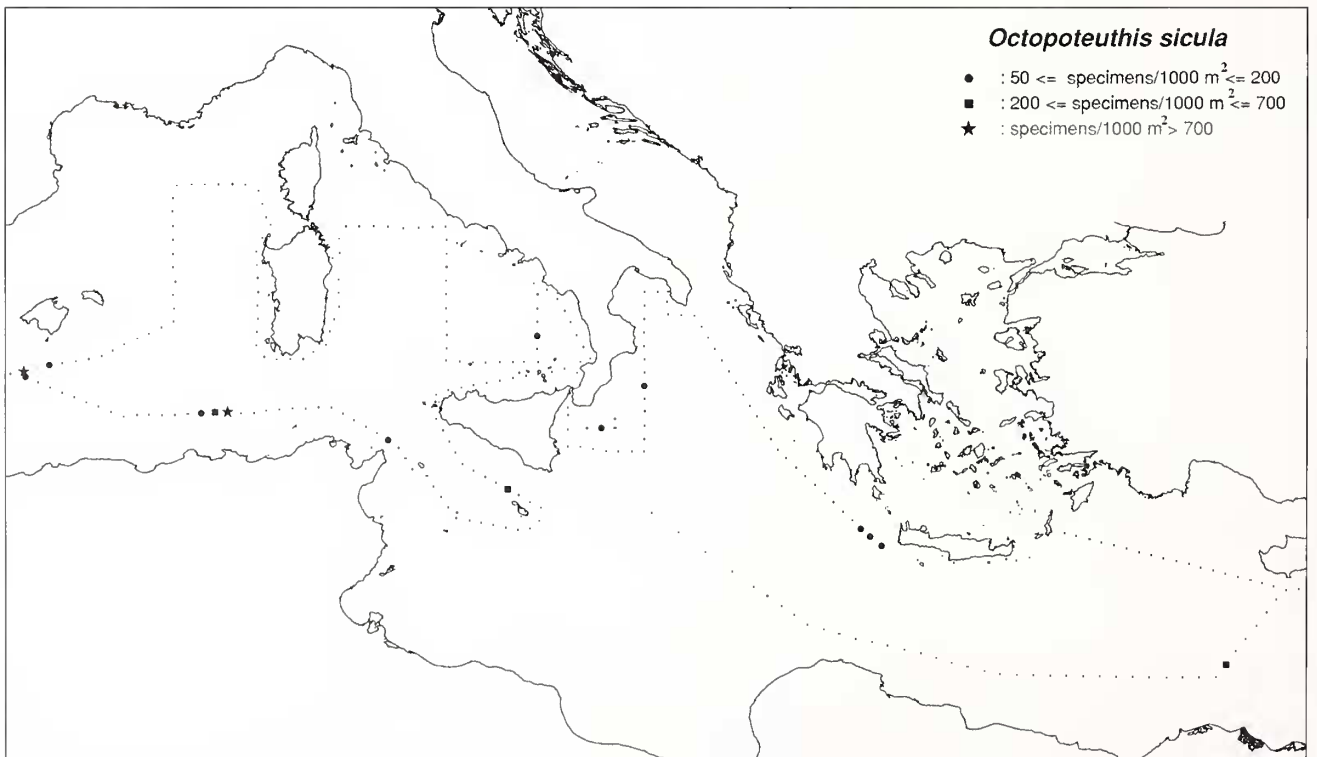 Octopoteuthis sicula
: 50 <= specimens/1000 m²<= 200
: 200 <= specimens/1000 m²<= 700
: specimens/1000 m²> 700